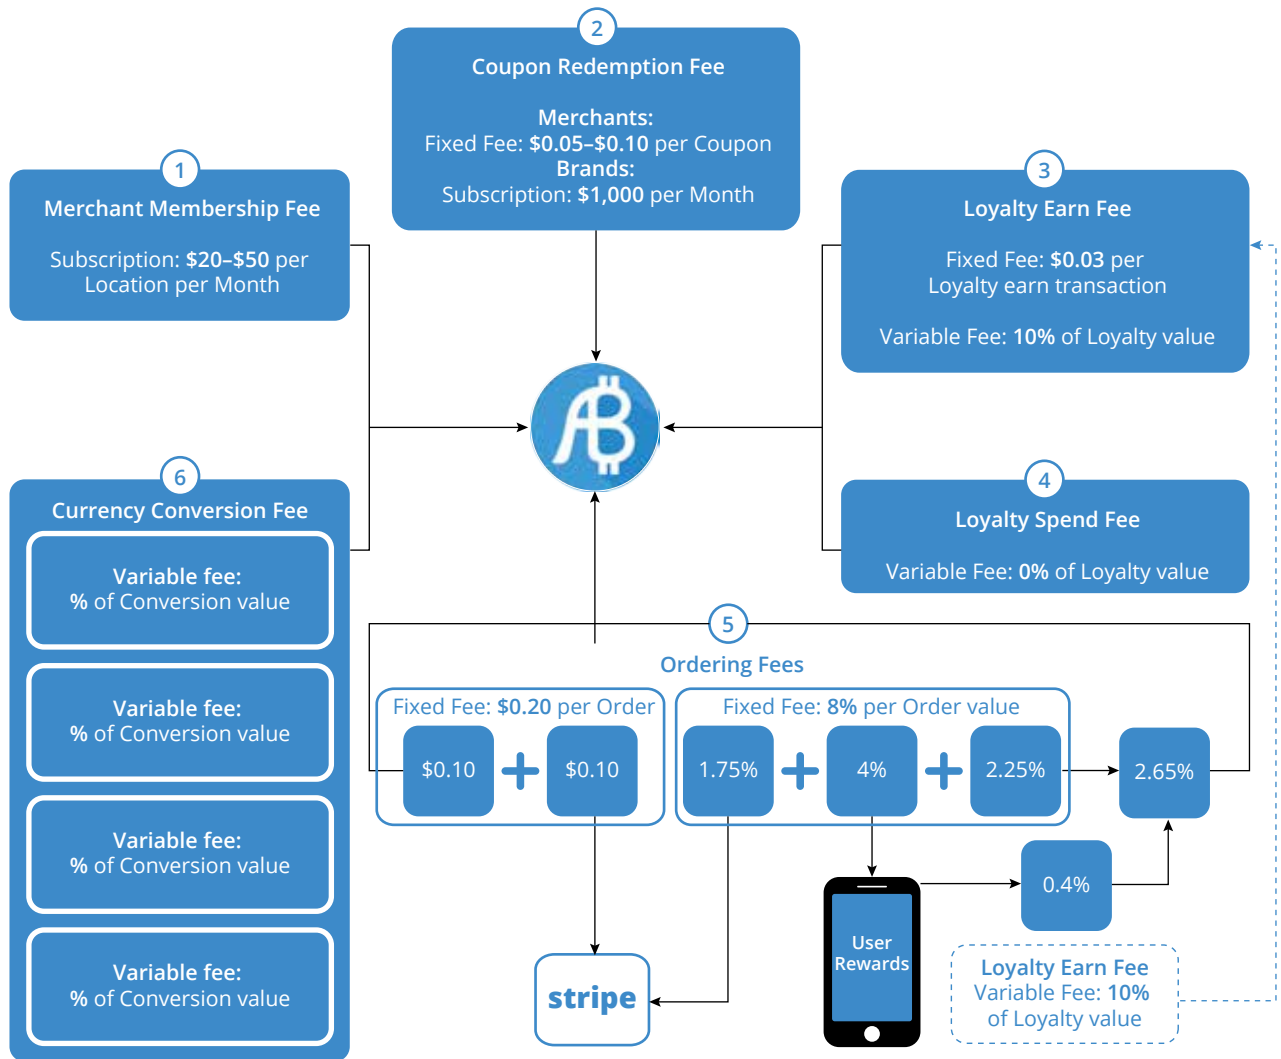 1
Merchant Membership Fee
Subscription: $20–$50 per
Location per Month
2
Coupon Redemption Fee
Merchants:
Fixed Fee: $0.05–$0.10 per Coupon
Brands:
Subscription: $1,000 per Month
3
Loyalty Earn Fee
Fixed Fee: $0.03 per
Loyalty earn transaction
Variable Fee: 10% of Loyalty value
4
Loyalty Spend Fee
Variable Fee: 0% of Loyalty value
5
Ordering Fees
Fixed Fee: $0.20 per Order
$0.10
$0.10
Fixed Fee: 8% per Order value
1.75%
4%
2.25%
2.65%
0.4%
User
Rewards
stripe
Loyalty Earn Fee
Variable Fee: 10%
of Loyalty value
6
Currency Conversion Fee
Variable fee:
% of Conversion value
Variable fee:
% of Conversion value
Variable fee:
% of Conversion value
Variable fee:
% of Conversion value